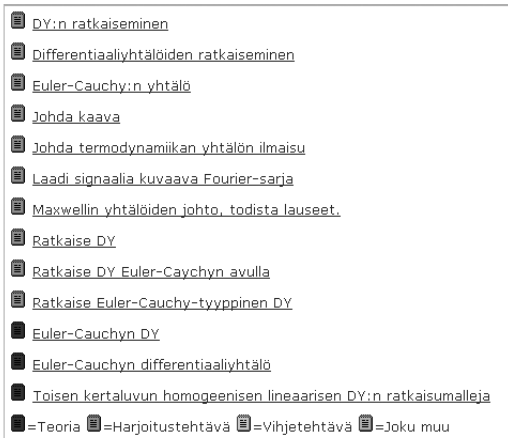 DY:n ratkaiseminen
Differentiaaliyhtälöiden ratkaiseminen
Euler-Cauchy:n yhtälö
Johda kaava
Johda termodynamiikan yhtälön ilmaisu
Laadi signaalia kuvaava Fourier-sarja
Maxwellin yhtälöiden johto, todista lauseet.
Ratkaise DY
Ratkaise DY Euler-Caychyn avulla
Ratkaise Euler-Cauchy-tyyppinen DY
Euler-Cauchyn DY
Euler-Cauchyn differentiaaliyhtälö
Toisen kertaluvun homogeenisen lineaarisen DY:n ratkaisumalleja
=Teoria =Harjoitustehtävä =Vihjetehtävä =Joku muu